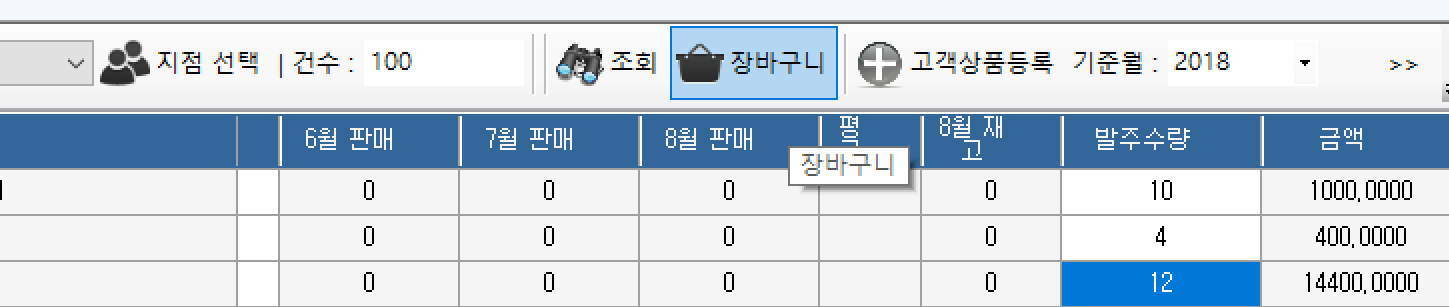 지점 선택 | 건수 : 100 조회 장바구니 고객상품등록 기준월 : 2018 >>
6월 판매 7월 판매 8월 판매 8월 재고 발주수량 금액
장바구니
0 0 0 0 10 1000,0000
0 0 0 0 4 400,0000
0 0 0 0 12 14400,0000